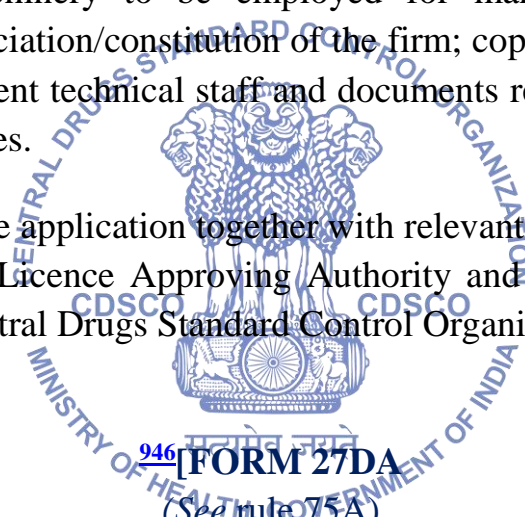 inery to be employed for
ciation/constitution of the firm; cop
ent technical staff and documents re
es.
e application together with relevant
Licence Approving Authority and
tral Drugs Standard Control Organi
946[FORM 27DA
(See rule 75A)
CENTRAL DRUGS STANDARD CONTROL ORGANIZATION
CDSCO CDSCO
सत्यमेव जयते
MINISTRY OF HEALTH GOVERNMENT OF INDIA